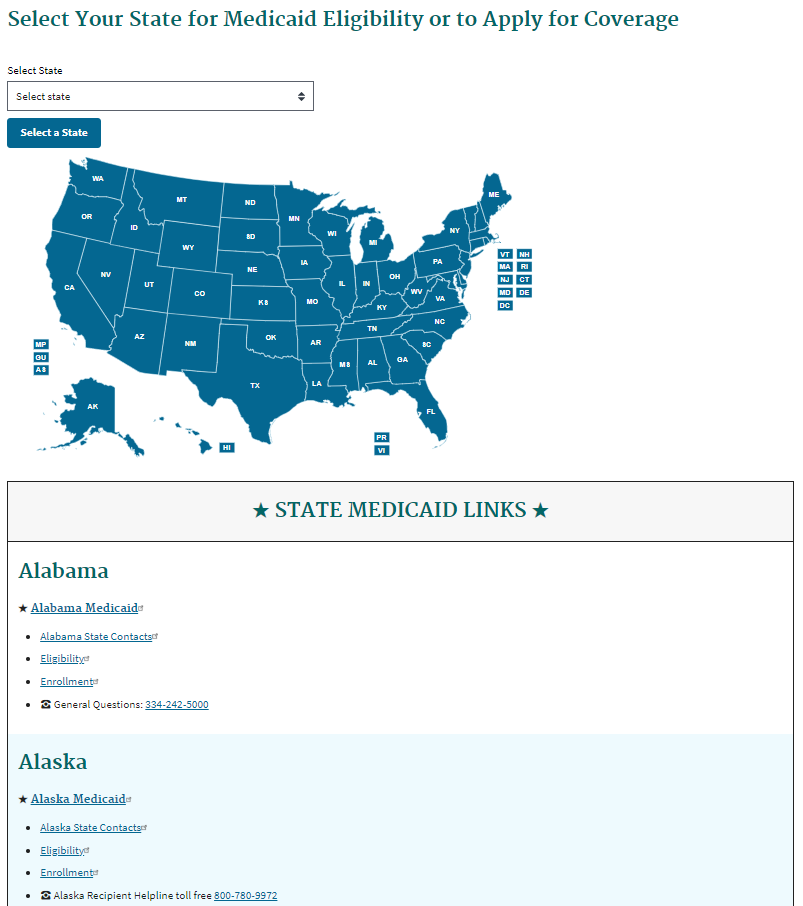 Select Your State for Medicaid Eligibility or to Apply for Coverage
Select State
Select state
Select a State
WA
MT
ND
MN
ME
OR
ID
SD
WI
NY
WY
MI
IA
PA
VT NH
NV
NE
MA RI
UT
IL
IN
OH
NJ CT
CA
CO
WV
MD DE
KS
MO
VA
DC
KY
NC
TN
AZ
NM
OK
AR
SC
MP
GU
AS
MS
AL
GA
TX
LA
AK
FL
HI
PR
VI
★ STATE MEDICAID LINKS ★
Alabama
★ Alabama Medicaid
• Alabama State Contacts
• Eligibility
• Enrollment
• ☎ General Questions: 334-242-5000
Alaska
★ Alaska Medicaid
• Alaska State Contacts
• Eligibility
• Enrollment
• ☎ Alaska Recipient Helpline toll free 800-780-9972